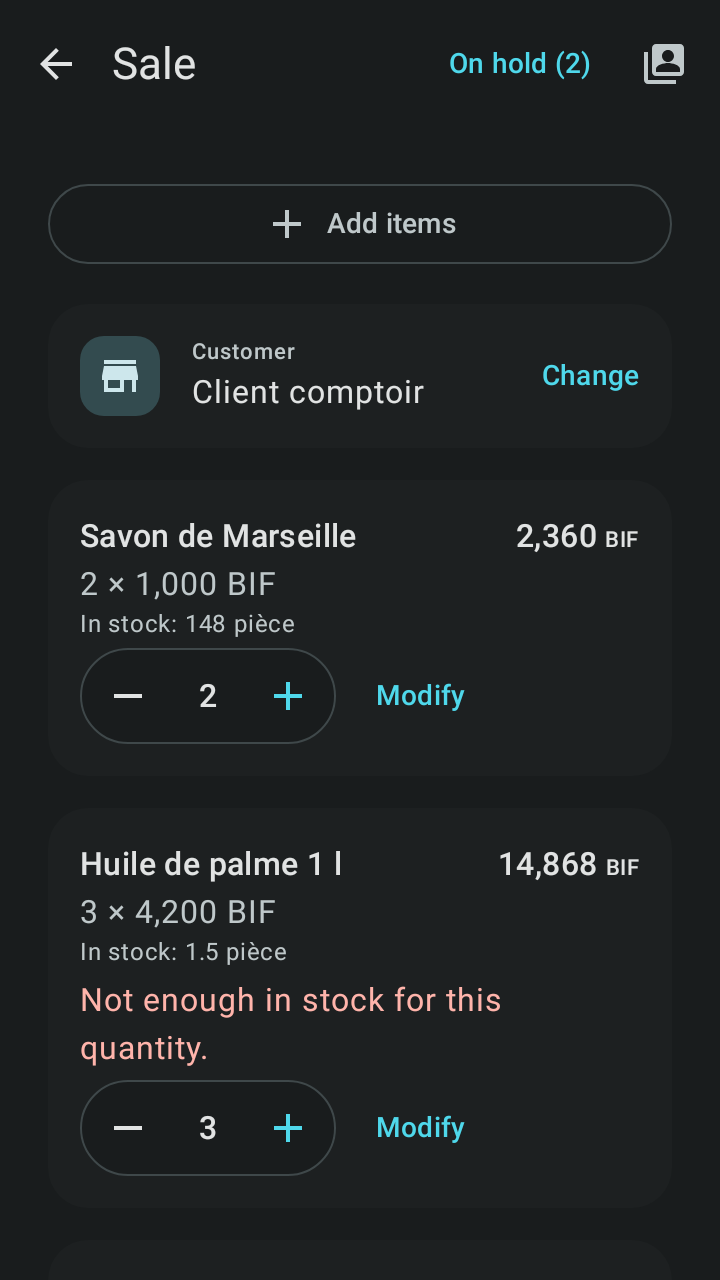 Sale
On hold (2)
Add items
Customer
Client comptoir
Change
Savon de Marseille
2,360 BIF
2 × 1,000 BIF
In stock: 148 pièce
2
Modify
Huile de palme 1 l
14,868 BIF
3 × 4,200 BIF
In stock: 1.5 pièce
Not enough in stock for this
quantity.
3
Modify